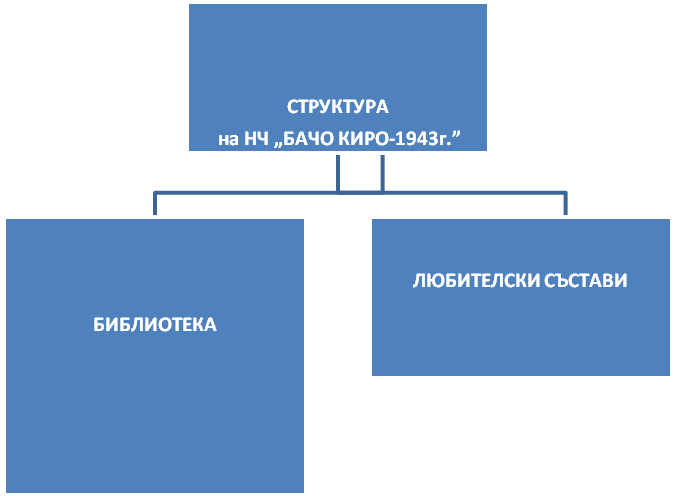 СТРУКТУРА
на НЧ „БАЧО КИРО-1943г.”
БИБЛИОТЕКА
ЛЮБИТЕЛСКИ СЪСТАВИ